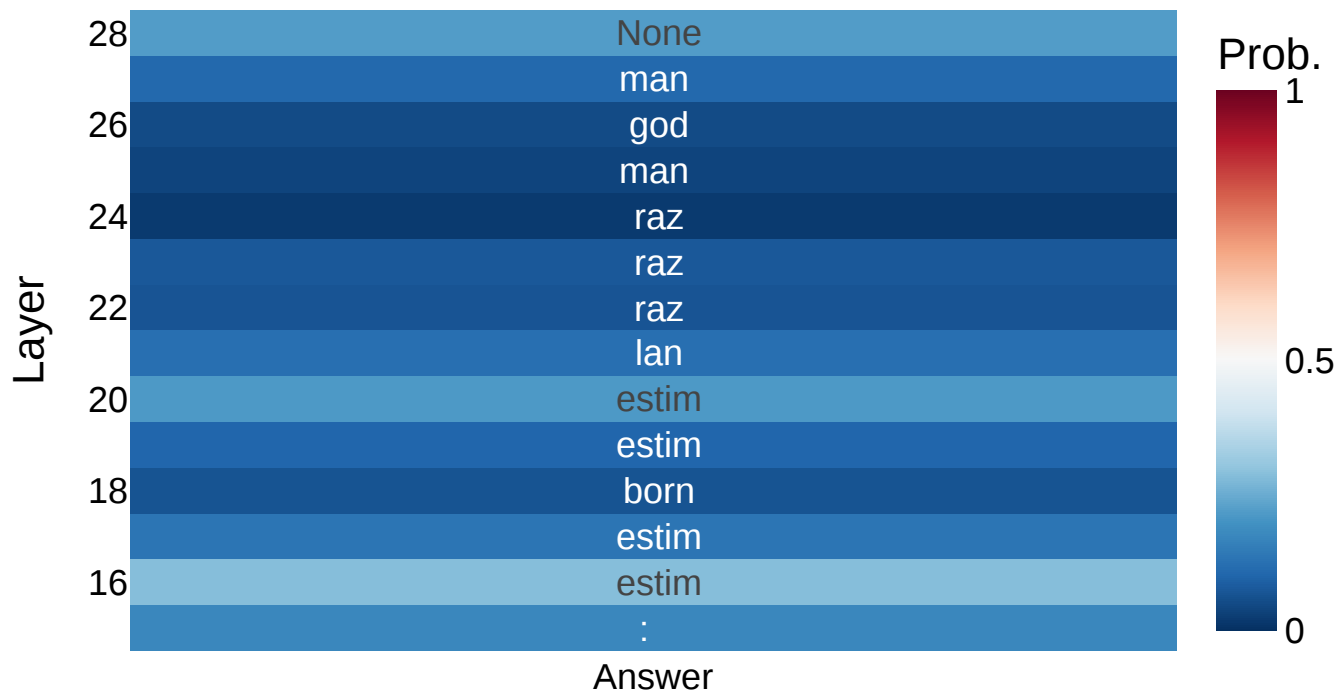 28 None
man
26 god
man
24 raz
raz
22 raz
lan
20 estim
estim
18 born
estim
16 estim
:
Layer
Answer
Prob.
1
0.5
0